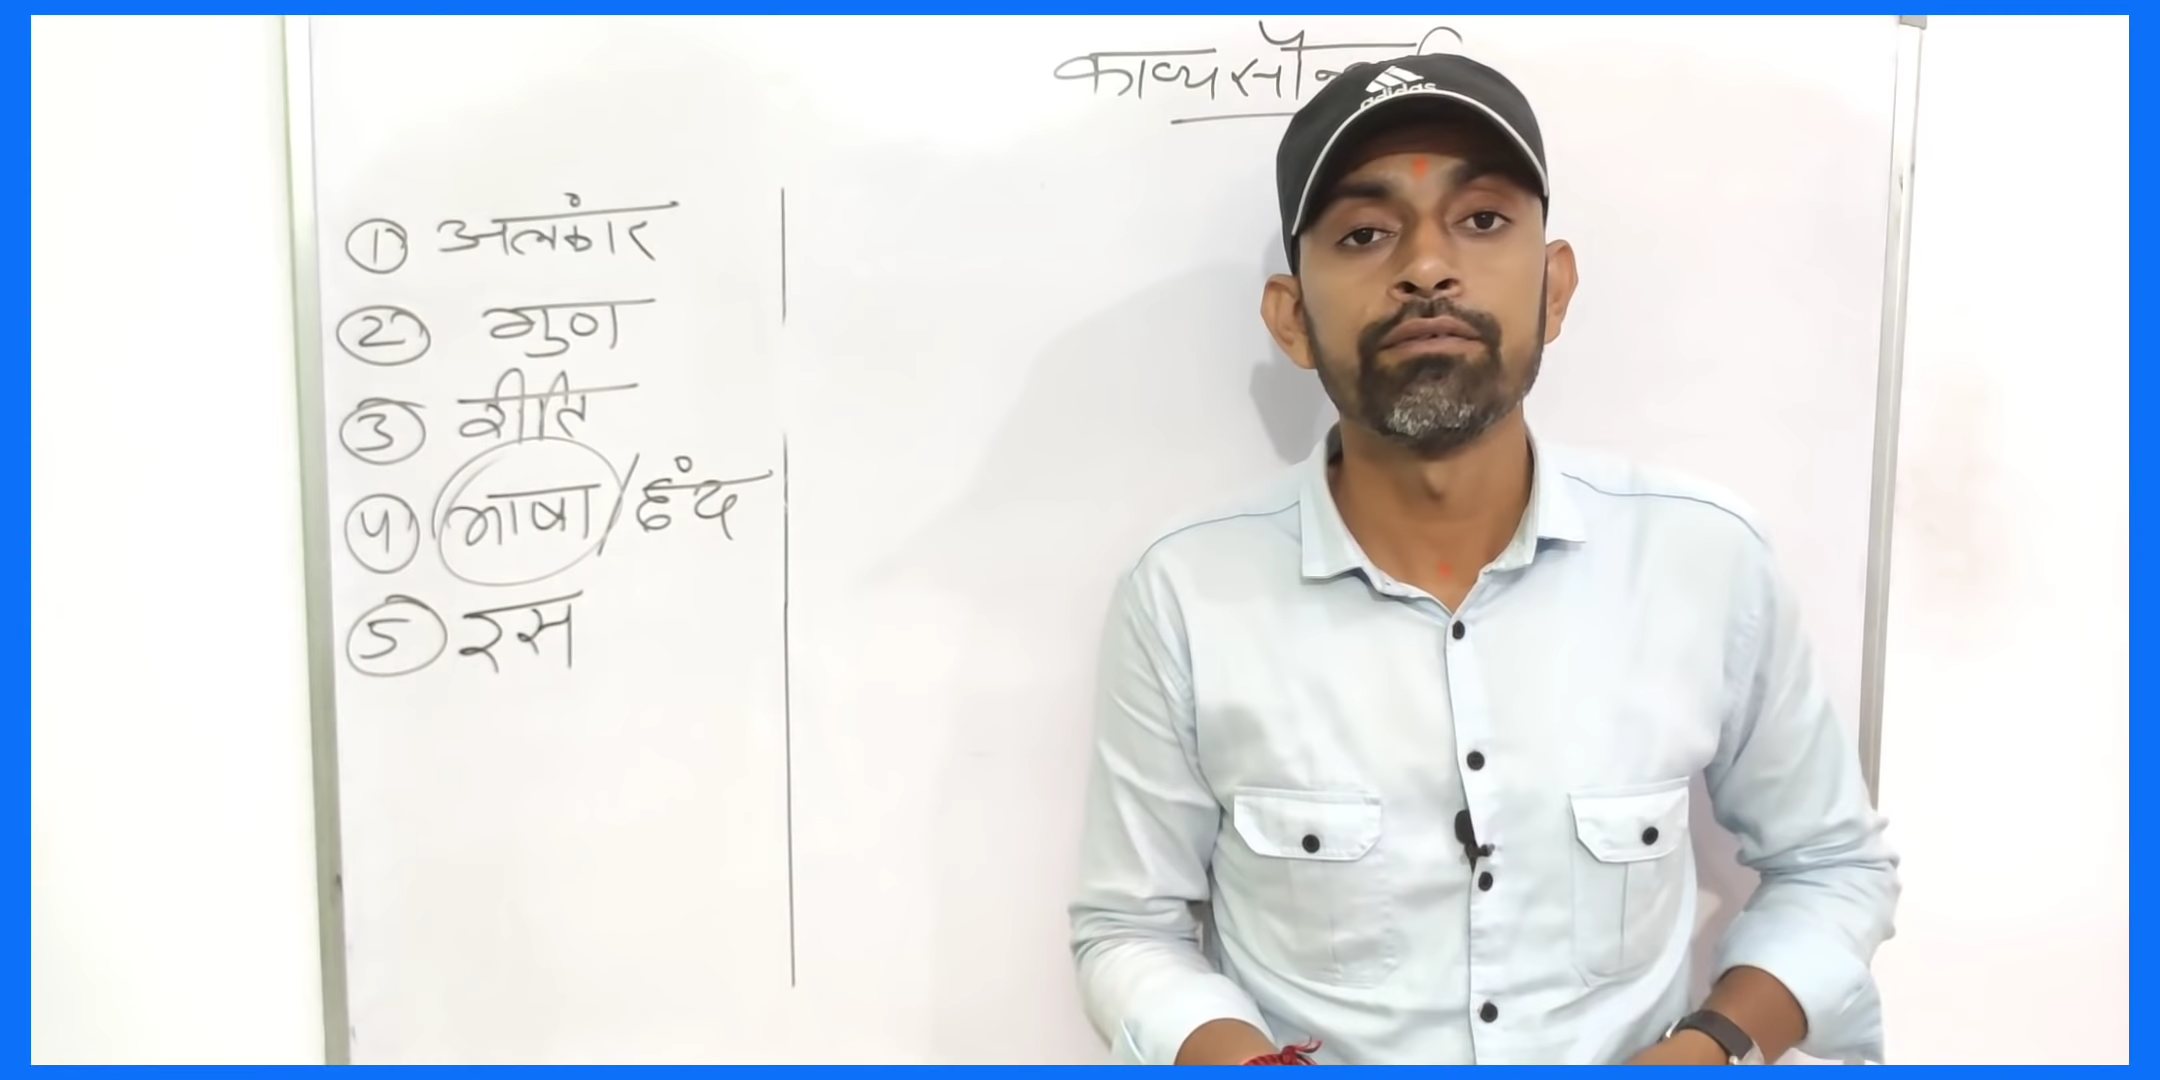 काव्यसौन
adidas
① अलंकार
② गुण
③ रीति
④ भाषा/छंद
⑤ रस